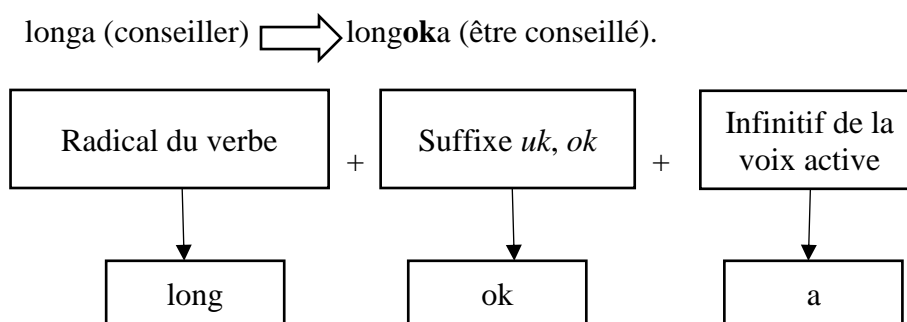 longa (conseiller) longoka (être conseillé).
Radical du verbe + Suffixe uk, ok + Infinitif de la
voix active
long ok a